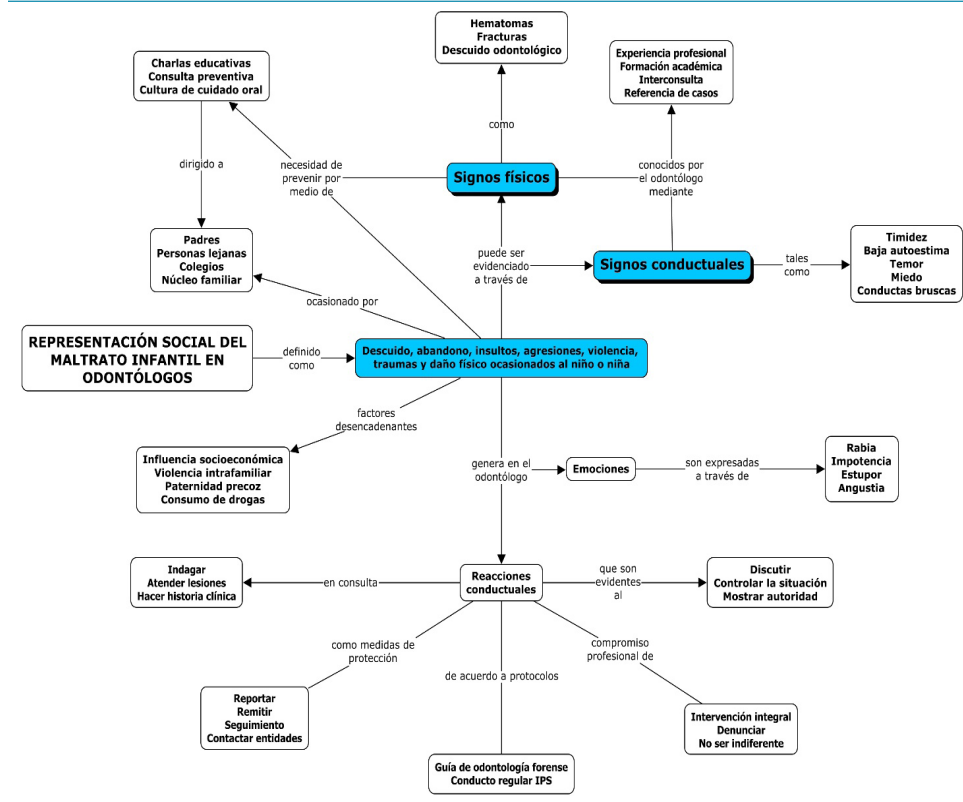 Hematomas
Fracturas
Descuido odontológico
Charlas educativas
Consulta preventiva
Cultura de cuidado oral
Experiencia profesional
Formación académica
Interconsulta
Referencia de casos
como
dirigido a
necesidad de
prevenir por
medio de
Signos físicos
conocidos por
el odontólogo
mediante
Padres
Personas lejanas
Colegios
Núcleo familiar
puede ser
evidenciado
a través de
Signos conductuales
tales
como
Timidez
Baja autoestima
Temor
Miedo
Conductas bruscas
ocasionado por
REPRESENTACIÓN SOCIAL DEL
MALTRATO INFANTIL EN
ODONTÓLOGOS
definido
como
Descuido, abandono, insultos, agresiones, violencia,
traumas y daño físico ocasionados al niño o niña
factores
desencadenantes
Influencia socioeconómica
Violencia intrafamiliar
Paternidad precoz
Consumo de drogas
genera en el
odontólogo
Emociones
son expresadas
a través de
Rabia
Impotencia
Estupor
Angustia
Indagar
Atender lesiones
Hacer historia clínica
en consulta
Reacciones
conductuales
que son
evidentes
al
Discutir
Controlar la situación
Mostrar autoridad
como medidas de
protección
de acuerdo a protocolos
compromiso
profesional de
Reportar
Remitir
Seguimiento
Contactar entidades
Guía de odontología forense
Conducto regular IPS
Intervención integral
Denunciar
No ser indiferente